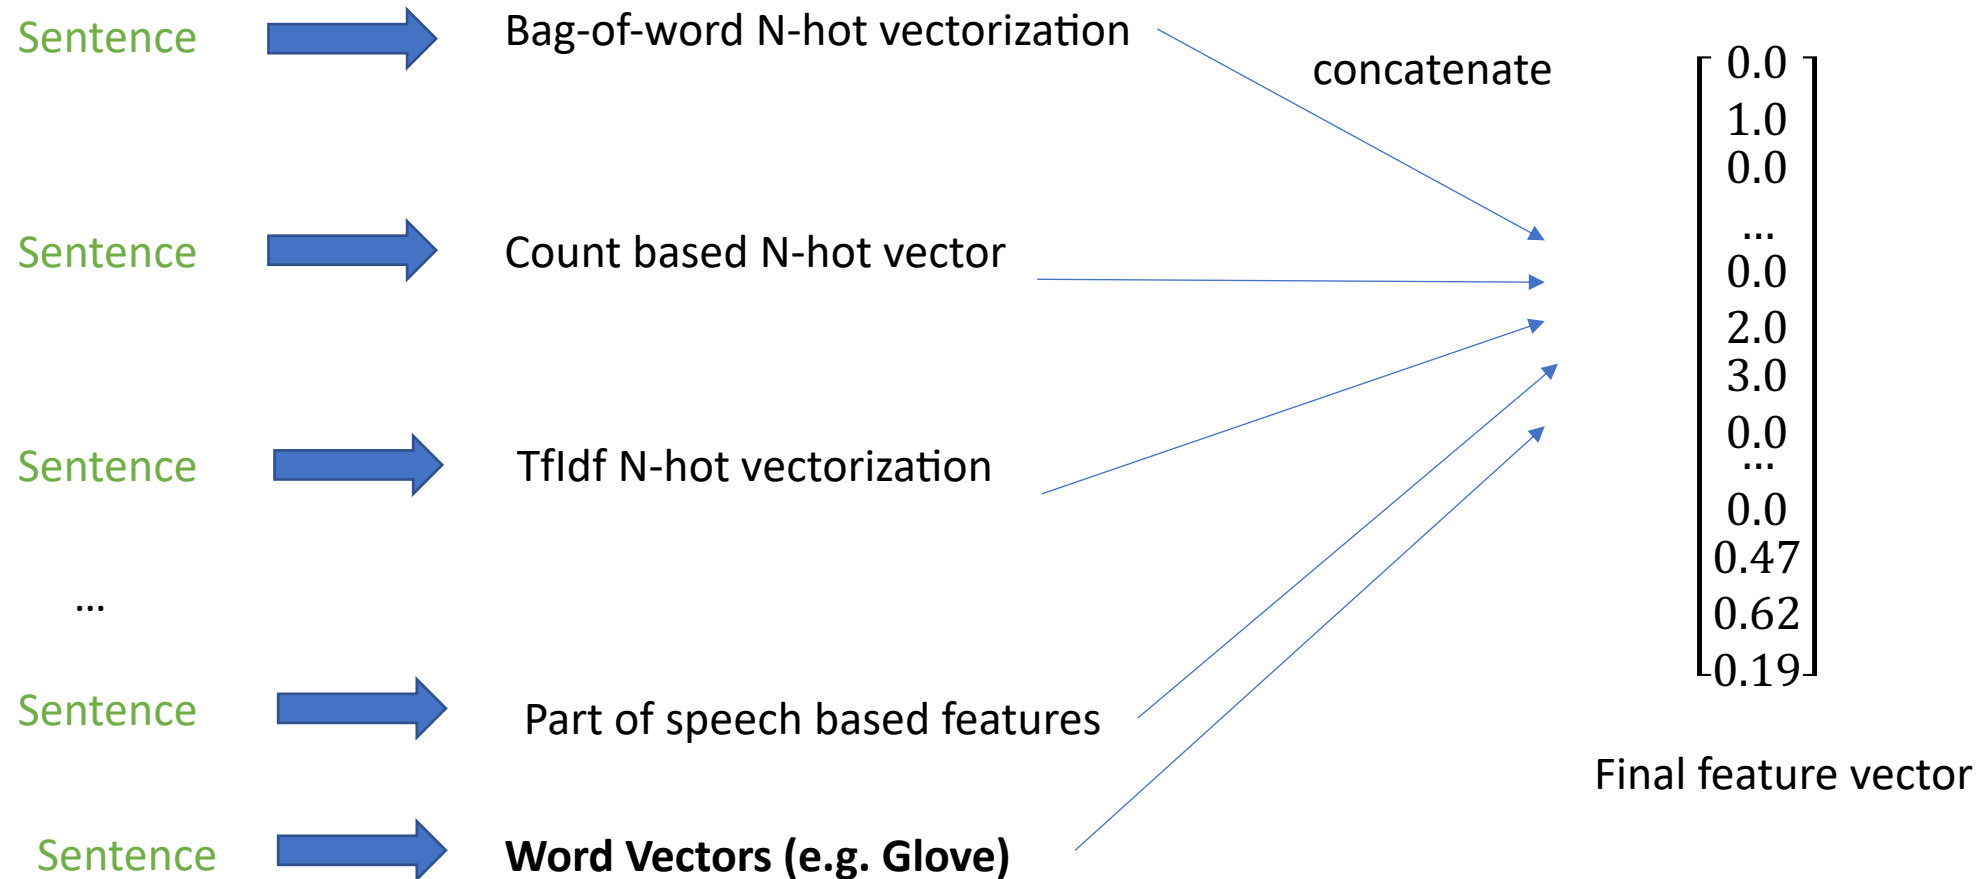 Sentence
Bag-of-word N-hot vectorization
concatenate
Sentence
Count based N-hot vector
Sentence
TfIdf N-hot vectorization
...
Sentence
Part of speech based features
Sentence
Word Vectors (e.g. Glove)
0.0
1.0
0.0
...
0.0
2.0
3.0
0.0
...
0.0
0.47
0.62
0.19
Final feature vector